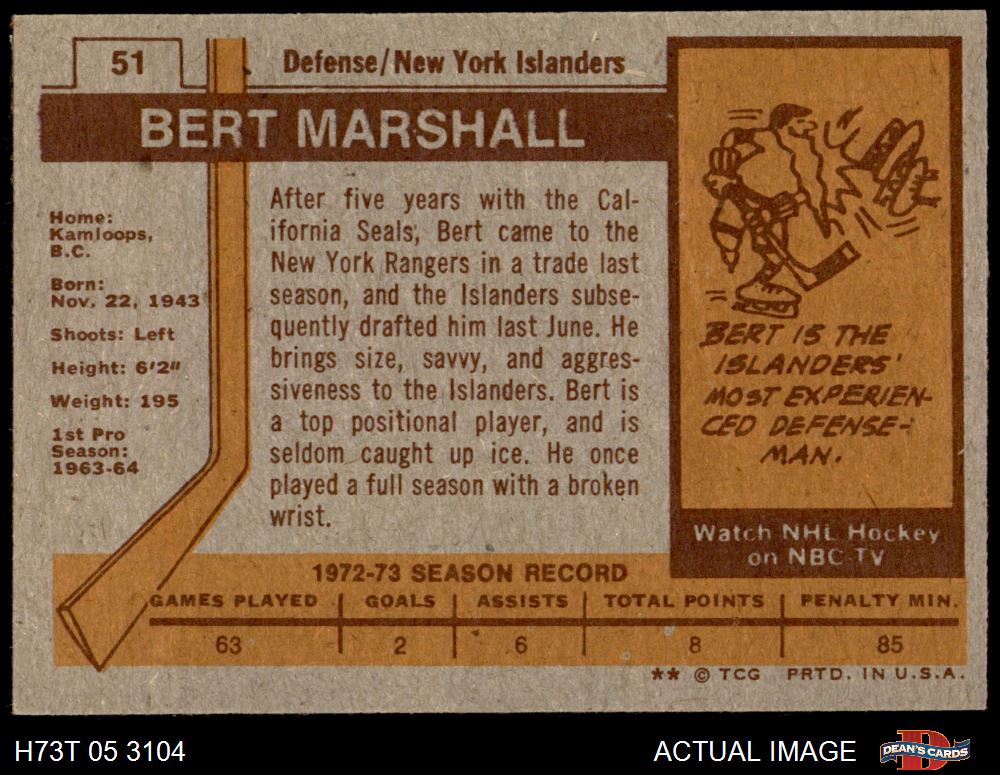 51
Defense/New York Islanders
BERT MARSHALL
Home:
Kamloops,
B.C.
Born:
Nov. 22, 1943
Shoots: Left
Height: 6'2"
Weight: 195
1st Pro
Season:
1963-64
After five years with the Cal-
ifornia Seals, Bert came to the
New York Rangers in a trade last
season, and the Islanders subse-
quently drafted him last June. He
brings size, savvy, and aggres-
siveness to the Islanders. Bert is
a top positional player, and is
seldom caught up ice. He once
played a full season with a broken
wrist.
BERT IS THE
ISLANDERS'
MOST EXPERIEN-
CED DEFENSE-
MAN.
Watch NHL Hockey
on NBC-TV
1972-73 SEASON RECORD
GAMES PLAYED GOALS ASSISTS TOTAL POINTS PENALTY MIN.
63 2 6 8 85
** © TCG PRTD. IN U.S.A.
H73T 05 3104 ACTUAL IMAGE DEAN'S CARDS